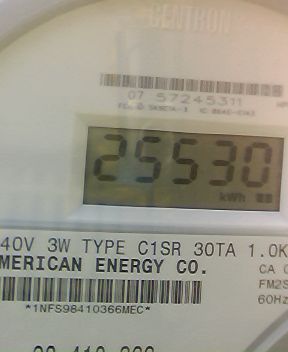 CENTRON
07 57245311
25530
kWh
40V 3W TYPE C1SR 30TA 1.0K
MERICAN ENERGY CO.
CA 0
FM2S
60Hz
*1NFS98410366MEC*